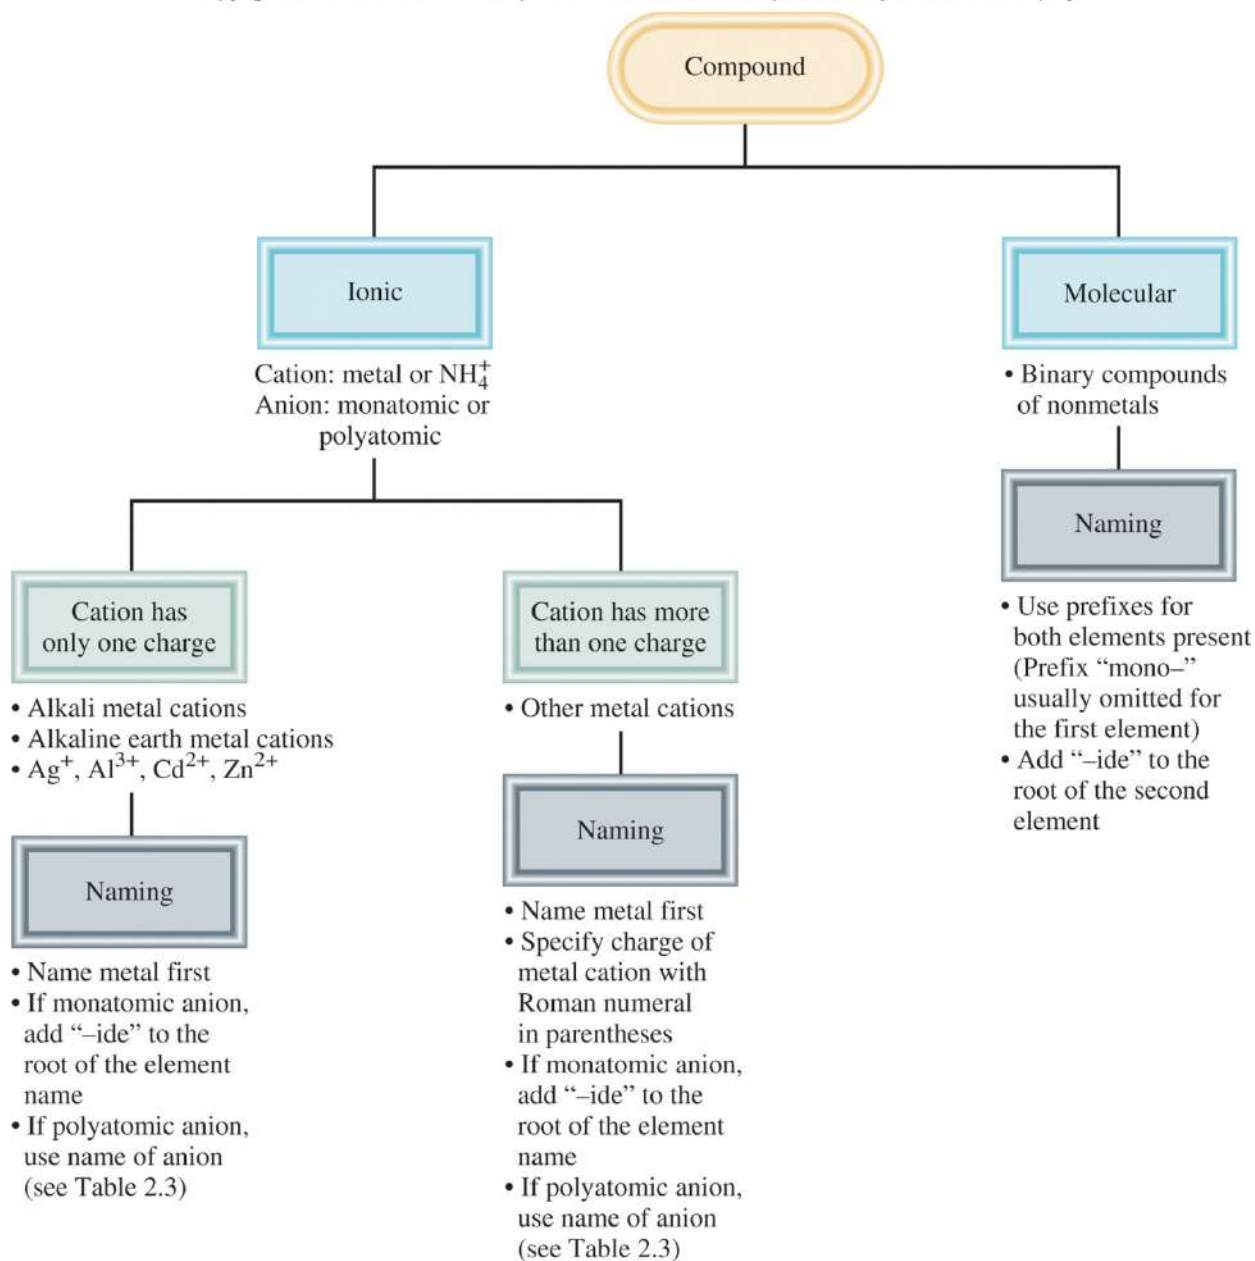 Compound
Ionic
Cation: metal or NH₄⁺
Anion: monatomic or
polyatomic
Cation has
only one charge
• Alkali metal cations
• Alkaline earth metal cations
• Ag⁺, Al³⁺, Cd²⁺, Zn²⁺
Naming
• Name metal first
• If monatomic anion,
add “–ide” to the
root of the element
name
• If polyatomic anion,
use name of anion
(see Table 2.3)
Cation has more
than one charge
• Other metal cations
Naming
• Name metal first
• Specify charge of
metal cation with
Roman numeral
in parentheses
• If monatomic anion,
add “–ide” to the
root of the element
name
• If polyatomic anion,
use name of anion
(see Table 2.3)
Molecular
• Binary compounds
of nonmetals
Naming
• Use prefixes for
both elements present
(Prefix “mono–”
usually omitted for
the first element)
• Add “–ide” to the
root of the second
element